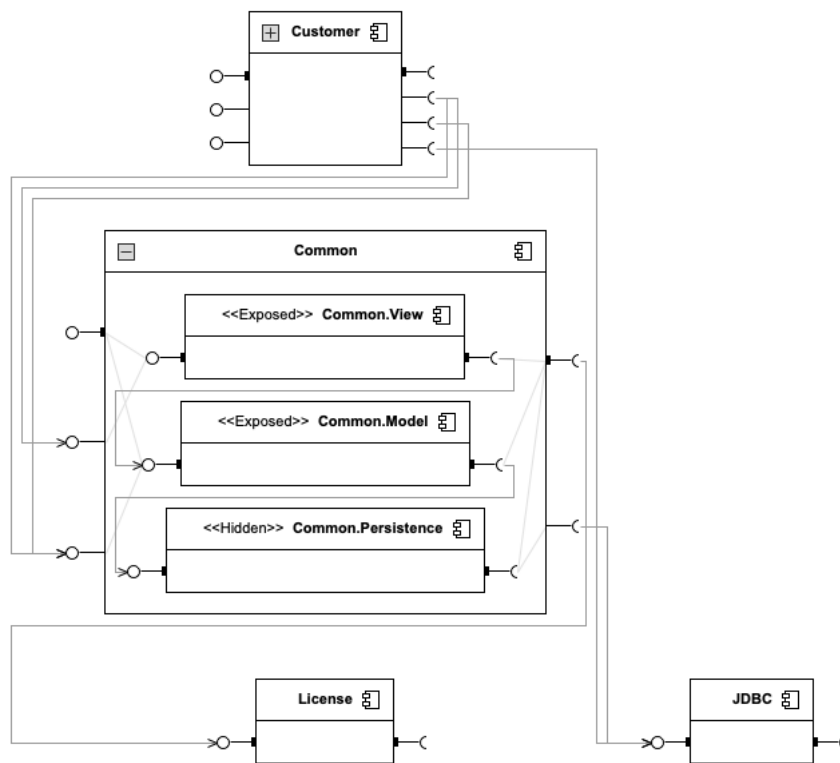 Customer
Common
<<Exposed>> Common.View
<<Exposed>> Common.Model
<<Hidden>> Common.Persistence
License
JDBC